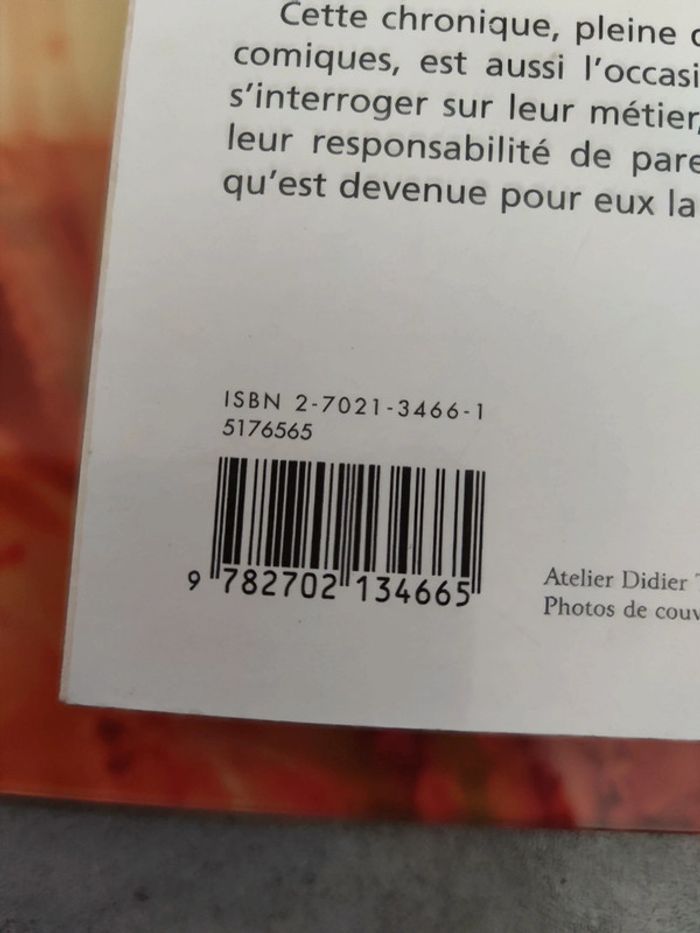 Cette chronique, pleine
comiques, est aussi l'occasi
s'interroger sur leur métier,
leur responsabilité de pare
qu'est devenue pour eux la
ISBN 2-7021-3466-1
5176565
9 782702 134665
Atelier Didier T
Photos de couv